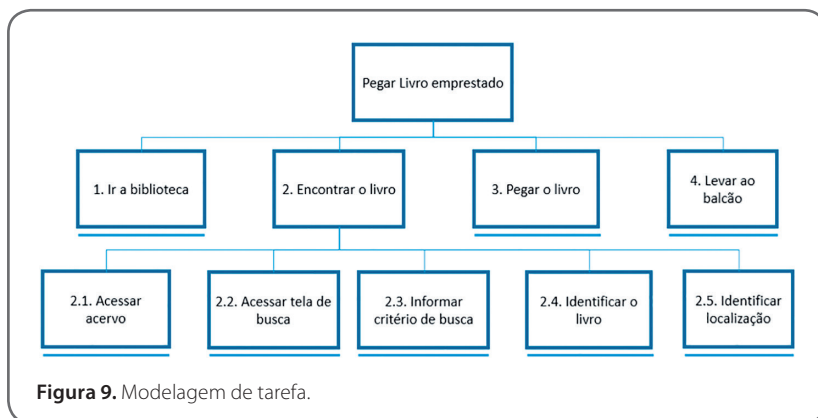 Pegar Livro emprestado
1. Ir a biblioteca
2. Encontrar o livro
3. Pegar o livro
4. Levar ao
balcão
2.1. Acessar
acervo
2.2. Acessar tela de
busca
2.3. Informar
critério de busca
2.4. Identificar o
livro
2.5. Identificar
localização
Figura 9. Modelagem de tarefa.